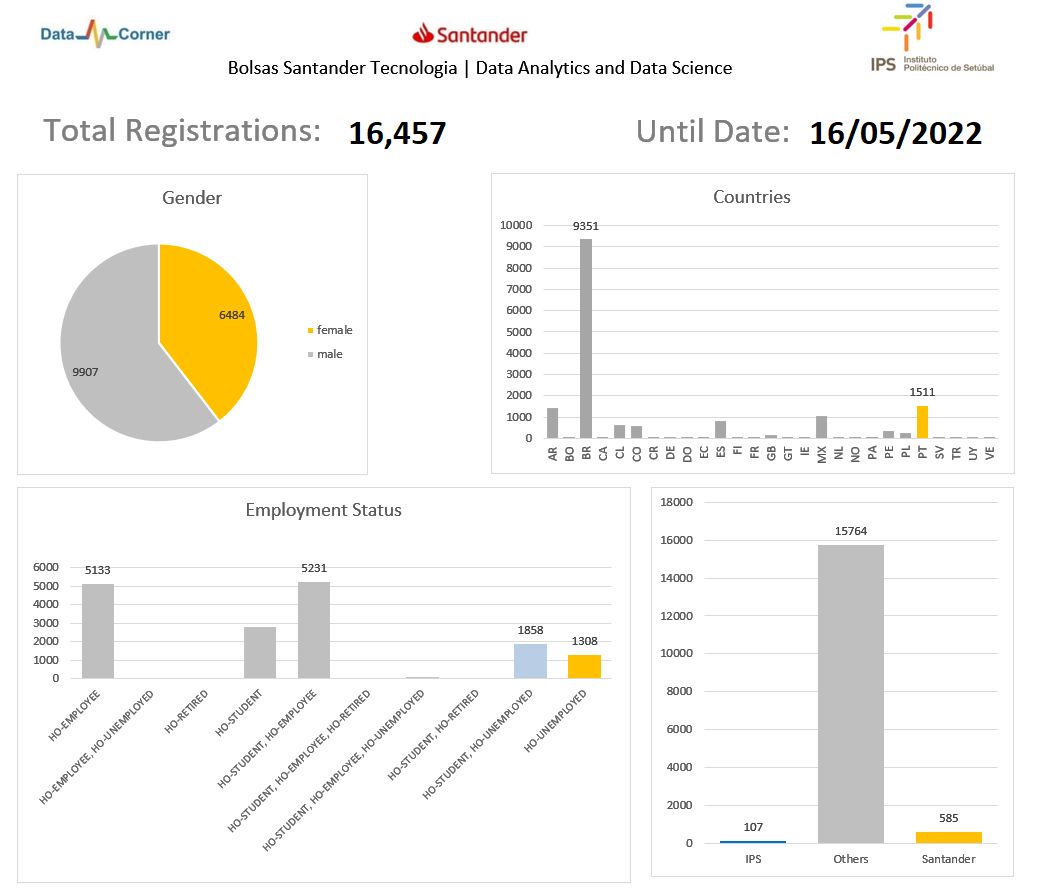 Data Corner
Santander
IPS Instituto
Politécnico de Setúbal
Bolsas Santander Tecnologia | Data Analytics and Data Science
Total Registrations: 16,457
Until Date: 16/05/2022
Gender
6484
9907
female
male
Countries
10000
9000
8000
7000
6000
5000
4000
3000
2000
1000
0
9351
1511
AR BO BR CA CL CO CR DE DO EC ES FI FR GB GT IE MX NL NO PA PE PL PT SV TR UY VE
Employment Status
6000
5000
4000
3000
2000
1000
0
5133
5231
1858
1308
HO-EMPLOYEE
HO-EMPLOYEE, HO-UNEMPLOYED
HO-RETIRED
HO-STUDENT
HO-STUDENT, HO-EMPLOYEE
HO-STUDENT, HO-EMPLOYEE, HO-RETIRED
HO-STUDENT, HO-EMPLOYEE, HO-UNEMPLOYED
HO-STUDENT, HO-RETIRED
HO-STUDENT, HO-UNEMPLOYED
HO-UNEMPLOYED
18000
16000
14000
12000
10000
8000
6000
4000
2000
0
107
15764
585
IPS Others Santander